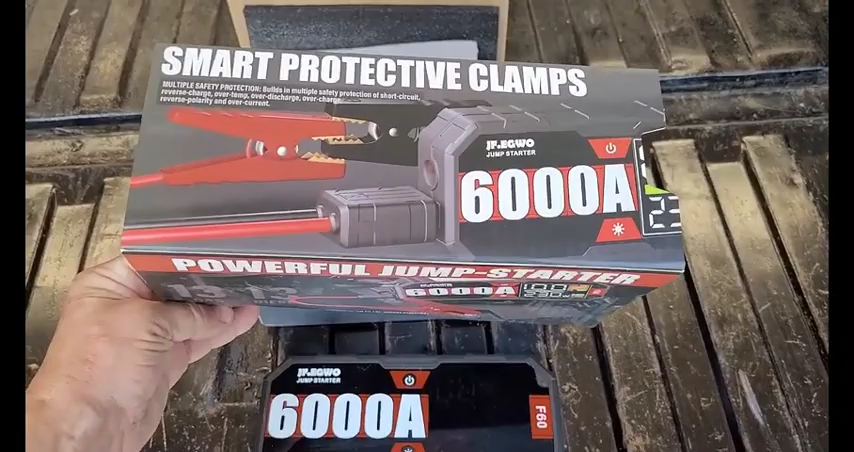 SMART PROTECTIVE CLAMPS
MULTIPLE SAFETY PROTECTION: Builds in multiple safety protection of short-circuit,
reverse-charge, over-temp, over-discharge, over-charge,
reverse-polarity and over-current.
JF.EGWO
JUMP STARTER
6000A
POWERFUL JUMP-STARTER
6000A
JF.EGWO
JUMP STARTER
6000A
F60